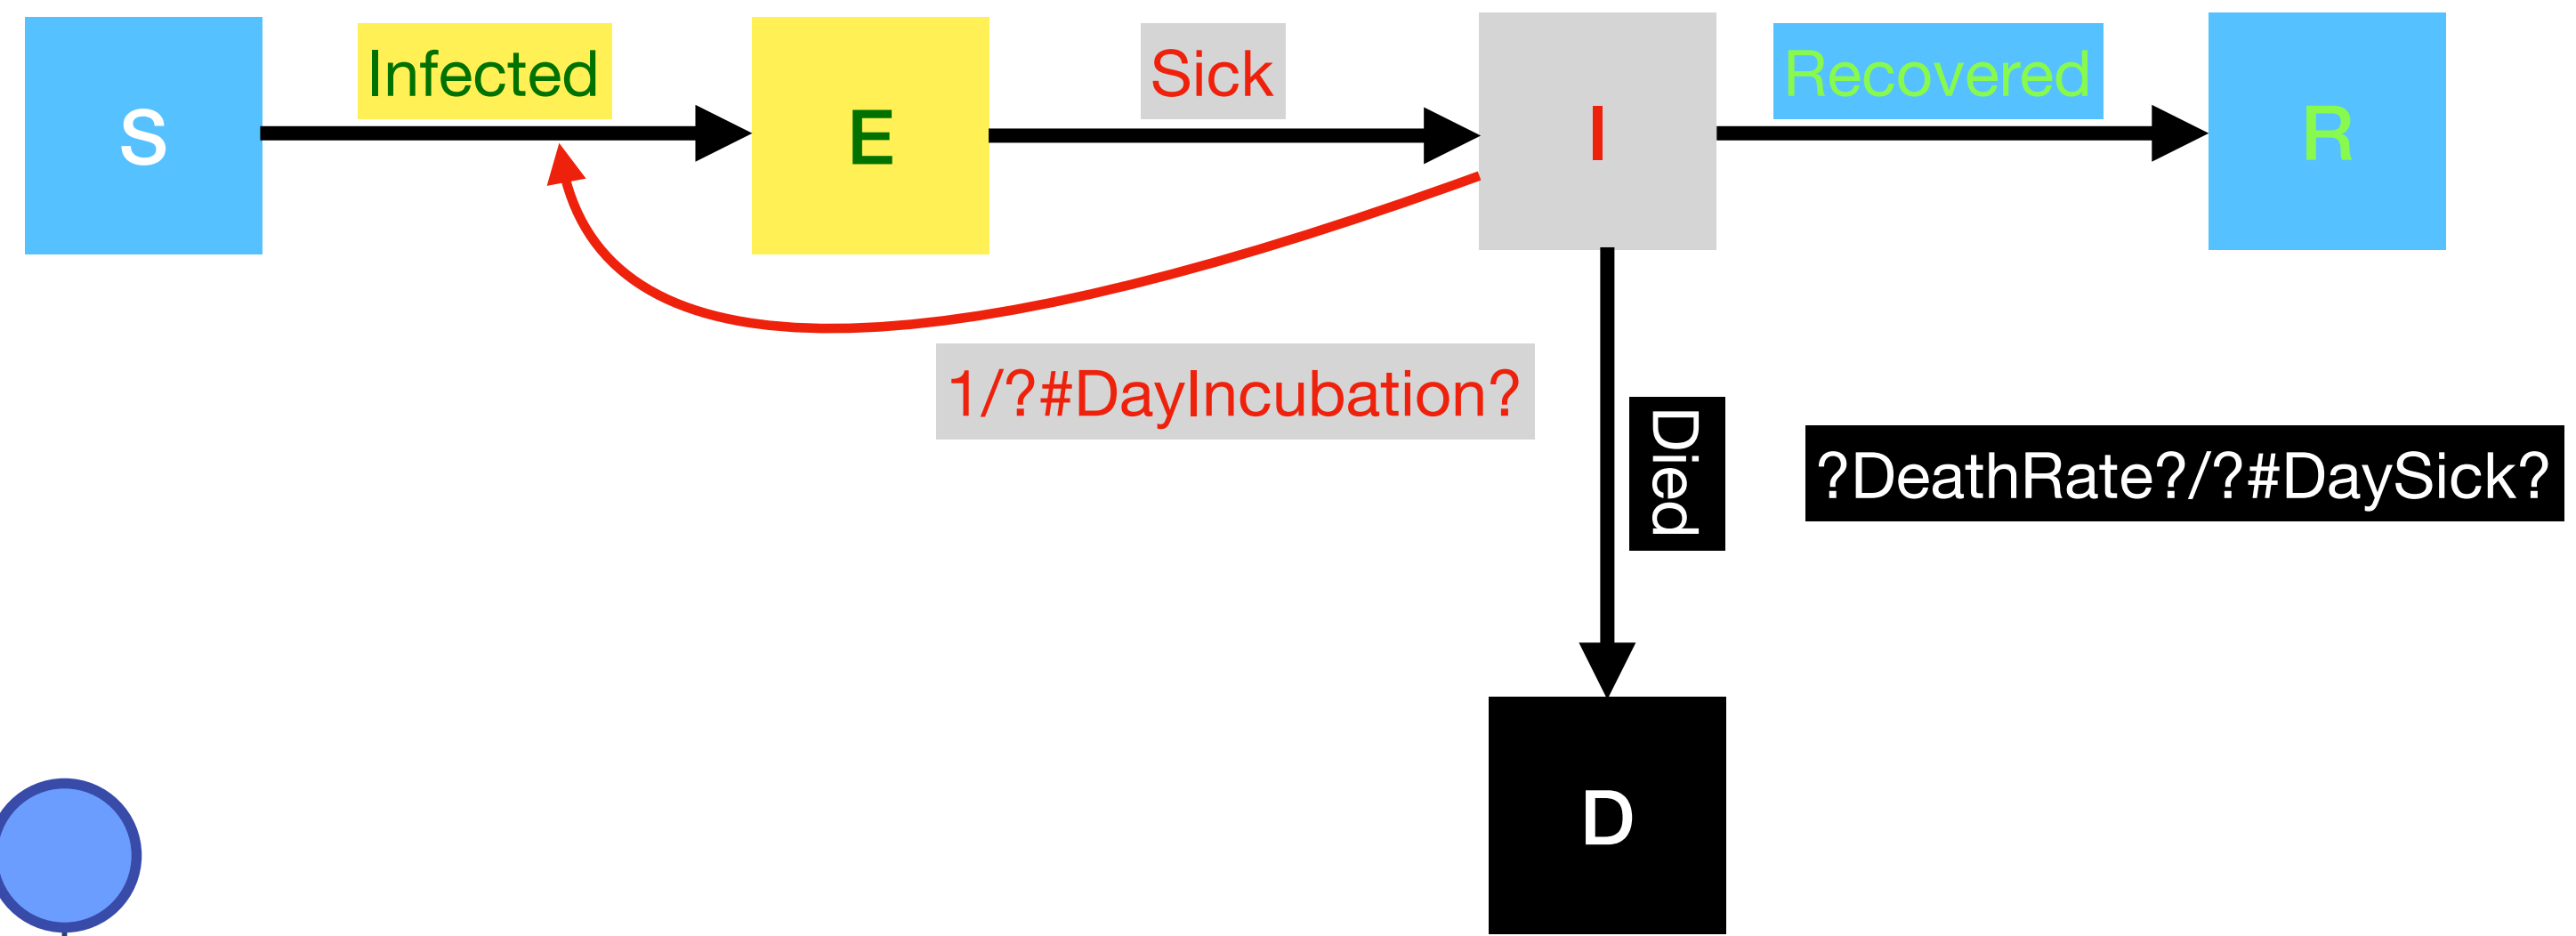 Infected
Sick
Recovered
S
E
I
R
1/?#DayIncubation?
Died
?DeathRate?/?#DaySick?
D